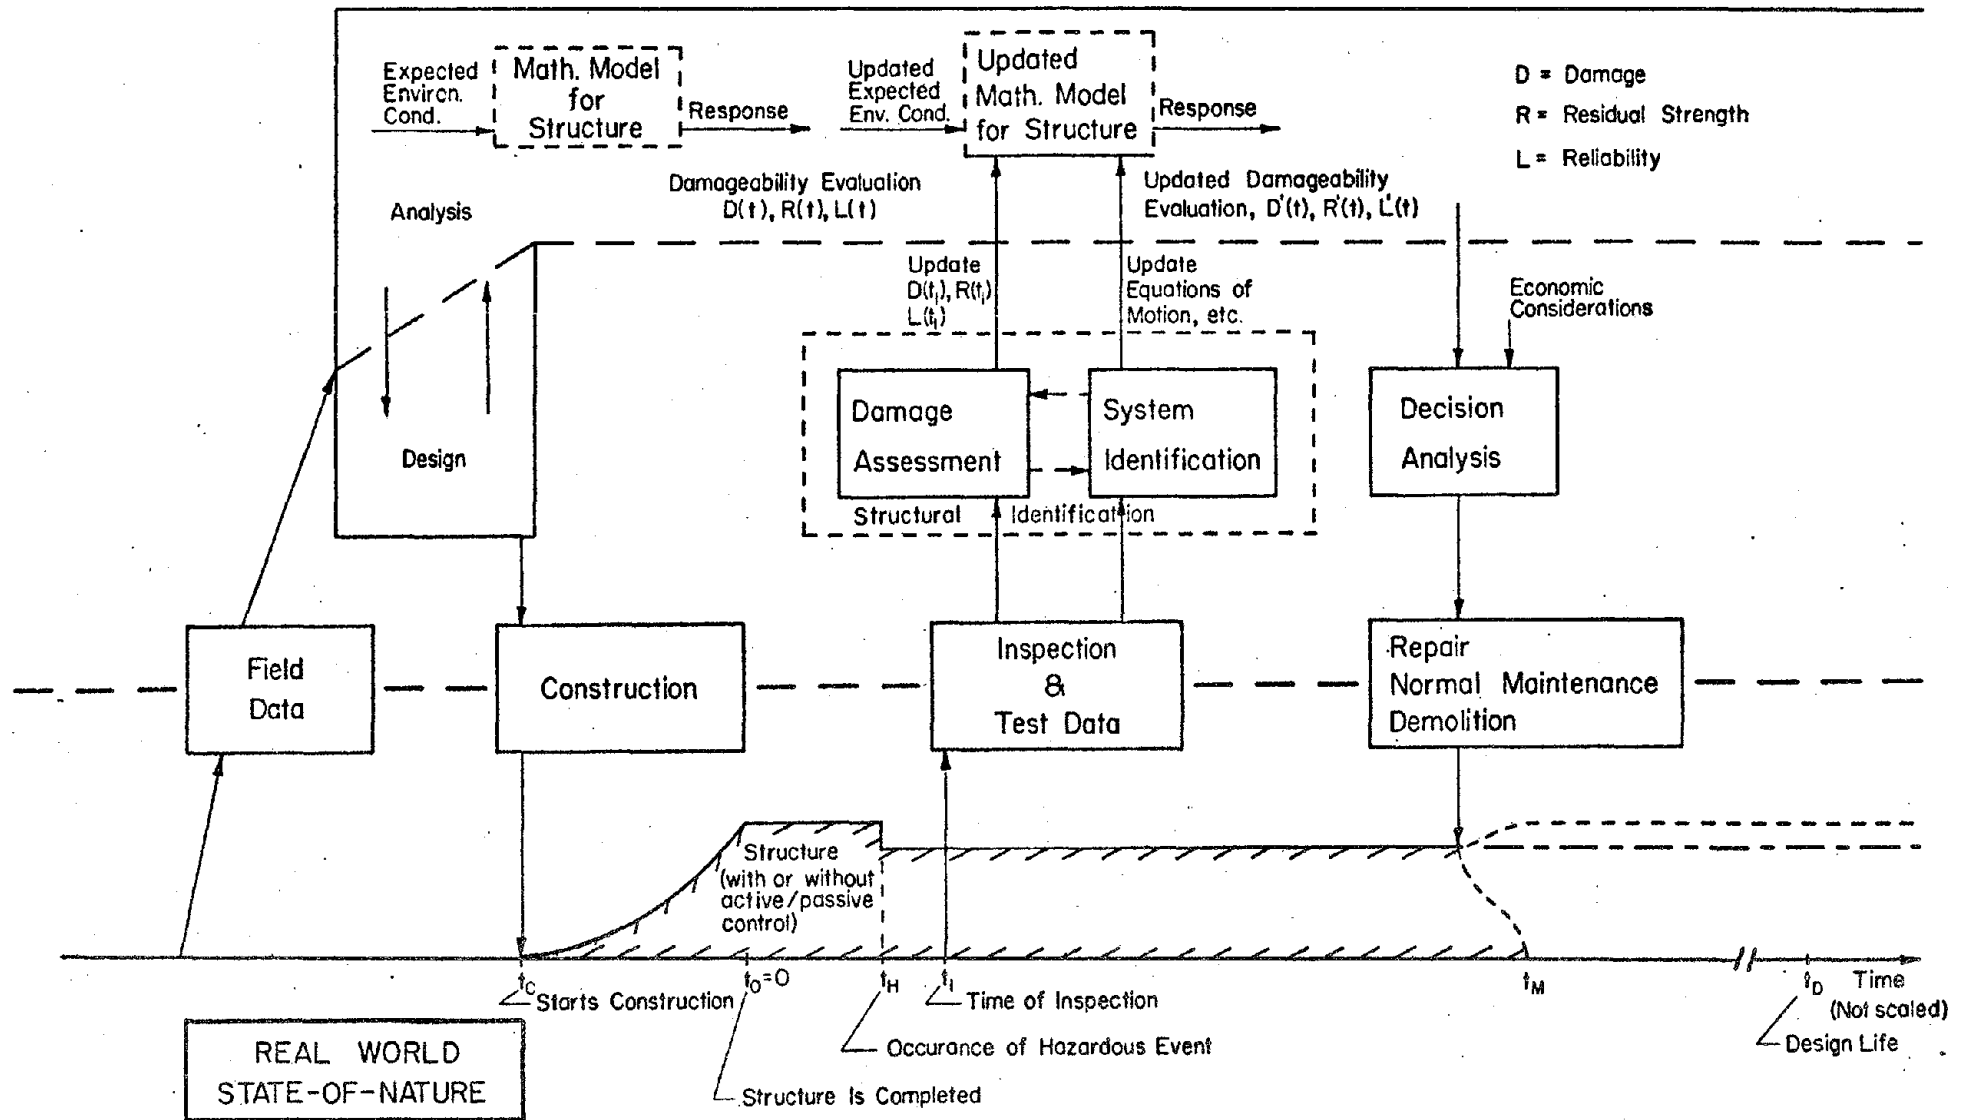 Expected
Environ.
Cond.
Math. Model
for
Structure
Response
Updated
Expected
Env. Cond.
Updated
Math. Model
for Structure
Response
D = Damage
R = Residual Strength
L = Reliability
Damageability Evaluation
D(t), R(t), L(t)
Updated Damageability
Evaluation, D'(t), R'(t), L'(t)
Analysis
Design
Update
D(tᵢ), R(tᵢ)
L(tᵢ)
Update
Equations of
Motion, etc.
Economic
Considerations
Damage
Assessment
System
Identification
Structural Identification
Decision
Analysis
Field
Data
Construction
Inspection
&
Test Data
Repair
Normal Maintenance
Demolition
Structure
(with or without
active/passive
control)
t_C
t_0=0
t_H
t_I
t_M
t_D
Time
(Not scaled)
Starts Construction
Time of Inspection
Occurance of Hazardous Event
Structure Is Completed
Design Life
REAL WORLD
STATE-OF-NATURE